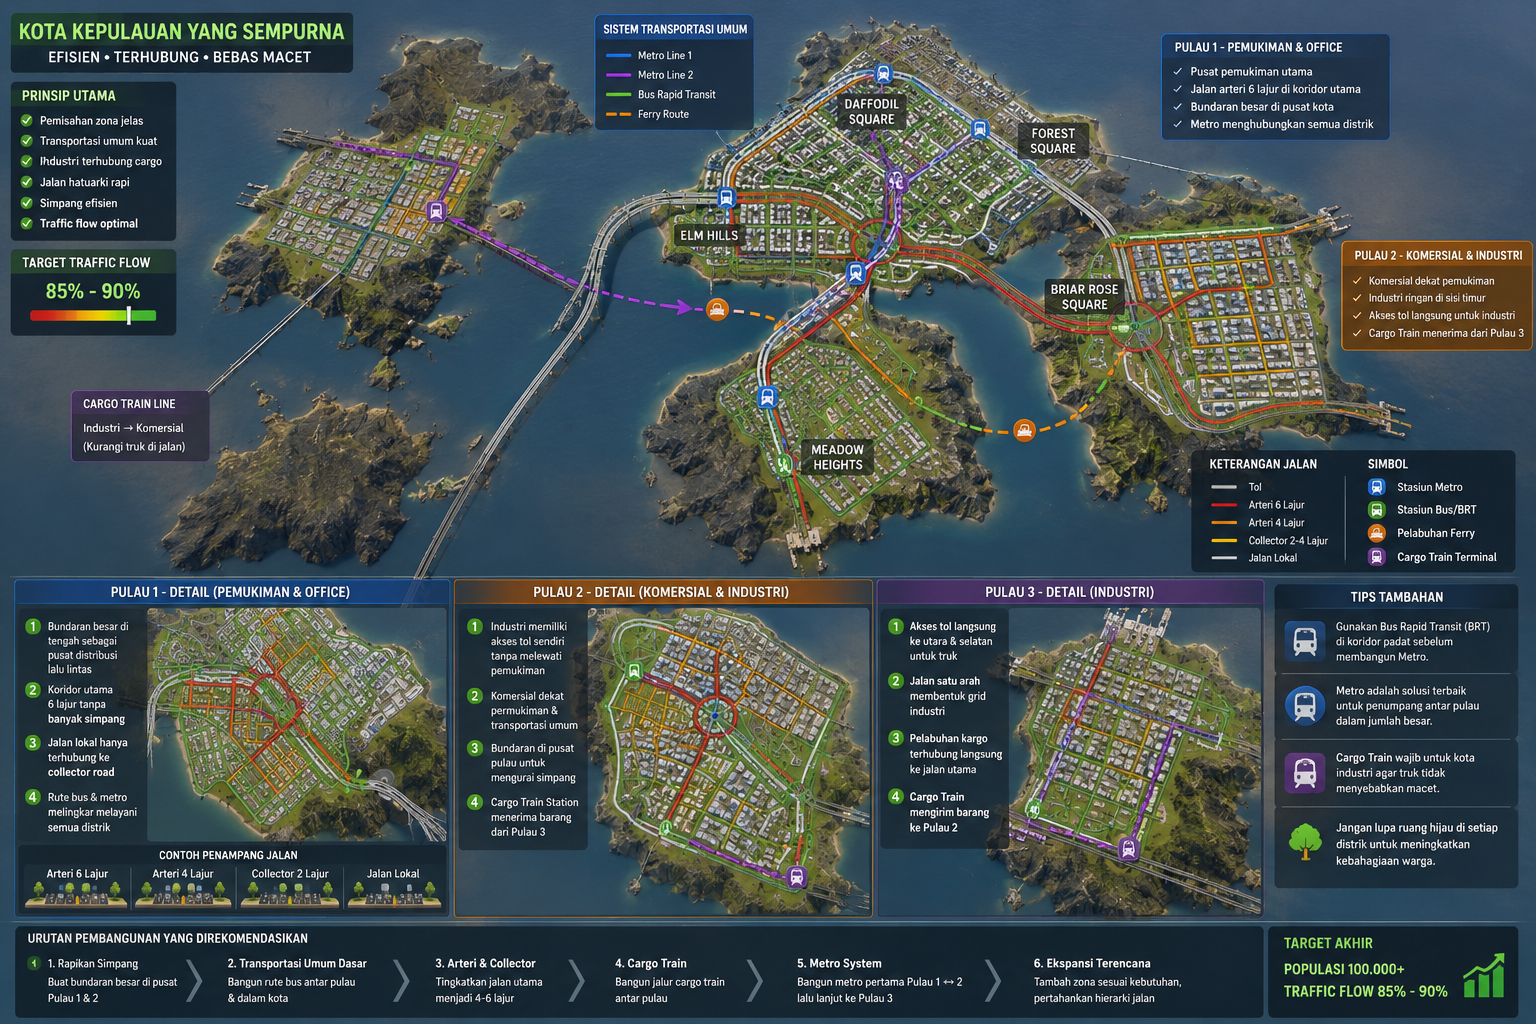 KOTA KEPULAUAN YANG SEMPURNA
EFISIEN • TERHUBUNG • BEBAS MACET
PRINSIP UTAMA
Pemisahan zona jelas
Transportasi umum kuat
Industri terhubung cargo
Jalan hatuarki rapi
Simpang efisien
Traffic flow optimal
TARGET TRAFFIC FLOW
85% - 90%
CARGO TRAIN LINE
Industri → Komersial
(Kurangi truk di jalan)
SISTEM TRANSPORTASI UMUM
Metro Line 1
Metro Line 2
Bus Rapid Transit
Ferry Route
DAFFODIL
SQUARE
FOREST
SQUARE
ELM HILLS
BRIAR ROSE
SQUARE
MEADOW
HEIGHTS
PULAU 1 - PEMUKIMAN & OFFICE
✓ Pusat pemukiman utama
✓ Jalan arteri 6 lajur di koridor utama
✓ Bundaran besar di pusat kota
✓ Metro menghubungkan semua distrik
PULAU 2 - KOMERSIAL & INDUSTRI
✓ Komersial dekat pemukiman
✓ Industri ringan di sisi timur
✓ Akses tol langsung untuk industri
✓ Cargo Train menerima dari Pulau 3
KETERANGAN JALAN
Tol
Arteri 6 Lajur
Arteri 4 Lajur
Collector 2-4 Lajur
Jalan Lokal
SIMBOL
Stasiun Metro
Stasiun Bus/BRT
Pelabuhan Ferry
Cargo Train Terminal
PULAU 1 - DETAIL (PEMUKIMAN & OFFICE)
1 Bundaran besar di
tengah sebagai
pusat distribusi
lalu lintas
2 Koridor utama
6 lajur tanpa
banyak simpang
3 Jalan lokal hanya
terhubung ke
collector road
4 Rute bus & metro
melingkar melayani
semua distrik
CONTOH PENAMPANG JALAN
Arteri 6 Lajur
Arteri 4 Lajur
Collector 2 Lajur
Jalan Lokal
PULAU 2 - DETAIL (KOMERSIAL & INDUSTRI)
1 Industri memiliki
akses tol sendiri
tanpa melewati
pemukiman
2 Komersial dekat
permukiman &
transportasi umum
3 Bundaran di pusat
pulau untuk
mengurai simpang
4 Cargo Train Station
menerima barang
dari Pulau 3
PULAU 3 - DETAIL (INDUSTRI)
1 Akses tol langsung
ke utara & selatan
untuk truk
2 Jalan satu arah
membentuk grid
industri
3 Pelabuhan kargo
terhubung langsung
ke jalan utama
4 Cargo Train
mengirim barang
ke Pulau 2
TIPS TAMBAHAN
Gunakan Bus Rapid Transit (BRT)
di koridor padat sebelum
membangun Metro.
Metro adalah solusi terbaik
untuk penumpang antar pulau
dalam jumlah besar.
Cargo Train wajib untuk kota
industri agar truk tidak
menyebabkan macet.
Jangan lupa ruang hijau di setiap
distrik untuk meningkatkan
kebahagiaan warga.
URUTAN PEMBANGUNAN YANG DIREKOMENDASIKAN
1 1. Rapikan Simpang
Buat bundaran besar di pusat
Pulau 1 & 2
2. Transportasi Umum Dasar
Bangun rute bus antar pulau
& dalam kota
3. Arteri & Collector
Tingkatkan jalan utama
menjadi 4-6 lajur
4. Cargo Train
Bangun jalur cargo train
antar pulau
5. Metro System
Bangun metro pertama Pulau 1 ↔ 2
lalu lanjut ke Pulau 3
6. Ekspansi Terencana
Tambah zona sesuai kebutuhan,
pertahankan hierarki jalan
TARGET AKHIR
POPULASI 100.000+
TRAFFIC FLOW 85% - 90%